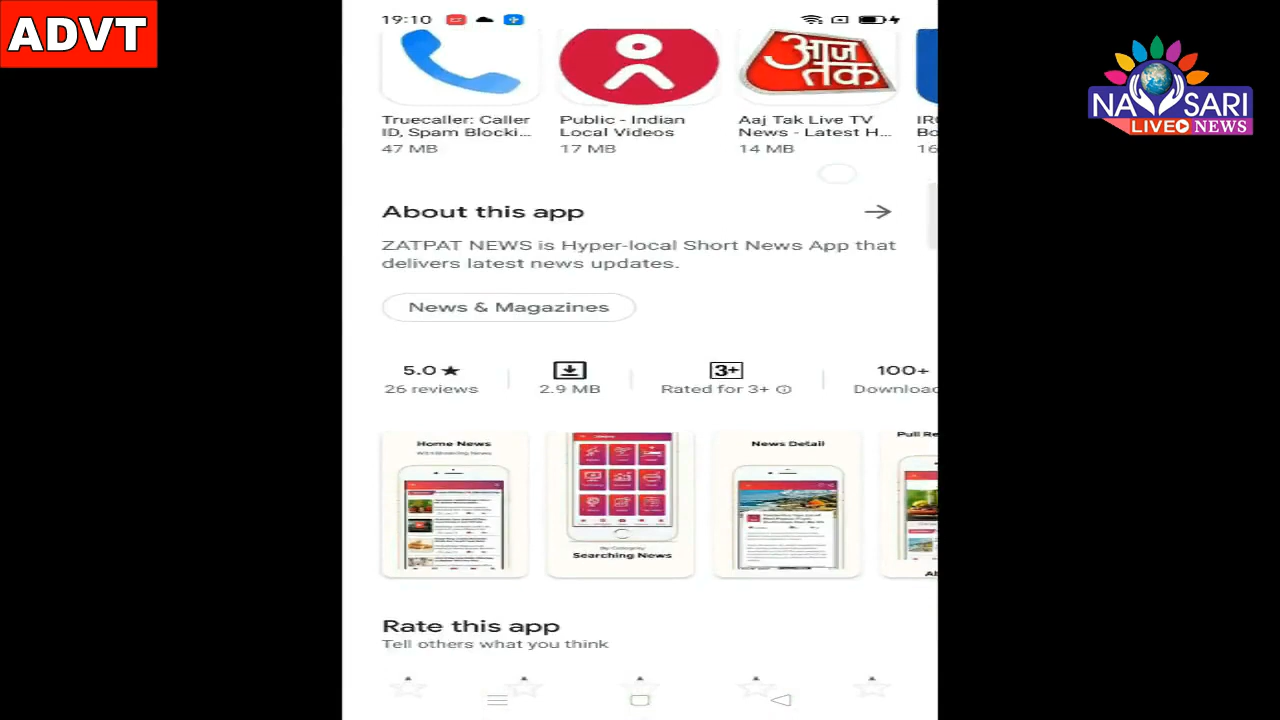 ADVT
19:10
NAVSARI
LIVE NEWS
आज
तक
Truecaller: Caller
ID, Spam Blocki...
47 MB
Public - Indian
Local Videos
17 MB
Aaj Tak Live TV
News - Latest H...
14 MB
About this app
ZATPAT NEWS is Hyper-local Short News App that
delivers latest news updates.
News & Magazines
5.0 ★
26 reviews
2.9 MB
3+
Rated for 3+
100+
Home News
News Detail
Searching News
Rate this app
Tell others what you think